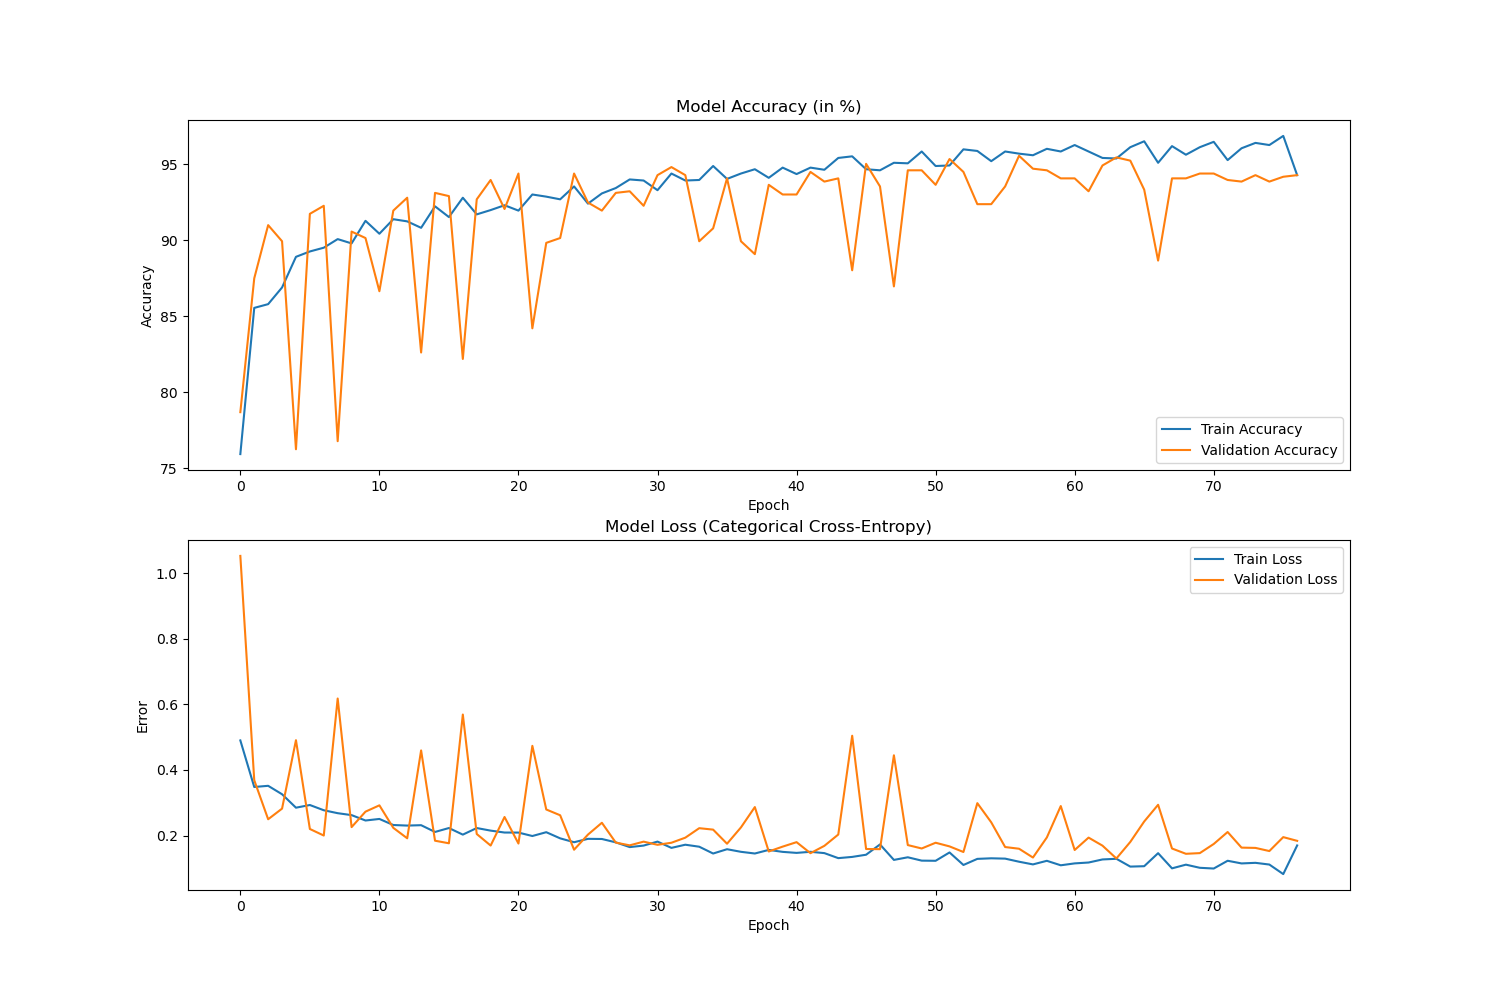 Model Accuracy (in %)
95
90
85
80
75
Accuracy
Train Accuracy
Validation Accuracy
0 10 20 30 40 50 60 70
Epoch
Model Loss (Categorical Cross-Entropy)
1.0
0.8
0.6
0.4
0.2
Error
Train Loss
Validation Loss
0 10 20 30 40 50 60 70
Epoch